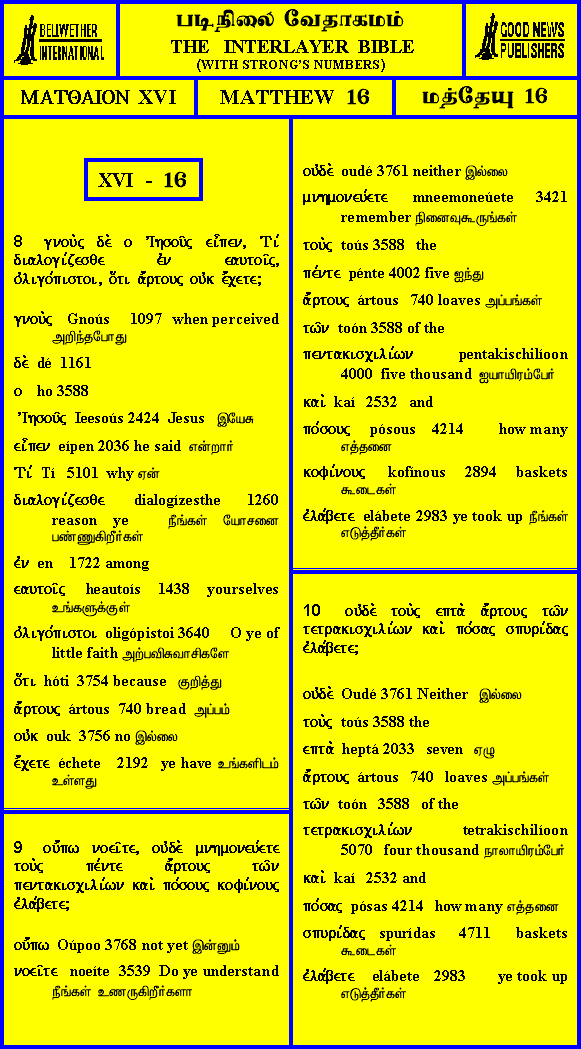 BELLWETHER
INTERNATIONAL
படிநிலை வேதாகமம்
THE INTERLAYER BIBLE
(WITH STRONG'S NUMBERS)
GOOD NEWS
PUBLISHERS
ΜΑΤΘΑΙΟΝ XVI
MATTHEW 16
மத்தேயு 16
XVI - 16
8 γνοὺς δὲ ο Ἰησοῦς εἶπεν, Τί
διαλογίζεσθε ἐν εαυτοῖς,
ὀλιγόπιστοι, ὅτι ἄρτους οὐκ ἔχετε;
γνοὺς Gnoús 1097 when perceived
அறிந்தபோது
δὲ dé 1161
ο ho 3588
Ἰησοῦς Ieesoús 2424 Jesus இயேசு
εἶπεν eípen 2036 he said என்றார்
Τί Tí 5101 why ஏன்
διαλογίζεσθε dialogízesthe 1260
reason ye நீங்கள் யோசனை
பண்ணுகிறீர்கள்
ἐν en 1722 among
εαυτοῖς heautoís 1438 yourselves
உங்களுக்குள்
ὀλιγόπιστοι oligópistoi 3640 O ye of
little faith அற்பவிசுவாசிகளே
ὅτι hóti 3754 because குறித்து
ἄρτους ártous 740 bread அப்பம்
οὐκ ouk 3756 no இல்லை
ἔχετε échete 2192 ye have உங்களிடம்
உள்ளது
9 οὔπω νοεῖτε, οὐδὲ μνημονεύετε
τοὺς πέντε ἄρτους τῶν
πεντακισχιλίων καὶ πόσους κοφίνους
ἐλάβετε;
οὔπω Oúpoo 3768 not yet இன்னும்
νοεῖτε noeíte 3539 Do ye understand
நீங்கள் உணருகிறீர்களா
οὐδὲ oudé 3761 neither இல்லை
μνημονεύετε mneemoneúete 3421
remember நினைவுகூருங்கள்
τοὺς toús 3588 the
πέντε pénte 4002 five ஐந்து
ἄρτους ártous 740 loaves அப்பங்கள்
τῶν toón 3588 of the
πεντακισχιλίων pentakischilíoon
4000 five thousand ஐயாயிரம்பேர்
καὶ kaí 2532 and
πόσους pósous 4214 how many
எத்தனை
κοφίνους kofínous 2894 baskets
கூடைகள்
ἐλάβετε elábete 2983 ye took up நீங்கள்
எடுத்தீர்கள்
10 οὐδὲ τοὺς επτὰ ἄρτους τῶν
τετρακισχιλίων καὶ πόσας σπυρίδας
ἐλάβετε;
οὐδὲ Oudé 3761 Neither இல்லை
τοὺς toús 3588 the
επτὰ heptá 2033 seven ஏழு
ἄρτους ártous 740 loaves அப்பங்கள்
τῶν toón 3588 of the
τετρακισχιλίων tetrakischilíoon
5070 four thousand நாலாயிரம்பேர்
καὶ kaí 2532 and
πόσας pósas 4214 how many எத்தனை
σπυρίδας spurídas 4711 baskets
கூடைகள்
ἐλάβετε elábete 2983 ye took up
எடுத்தீர்கள்